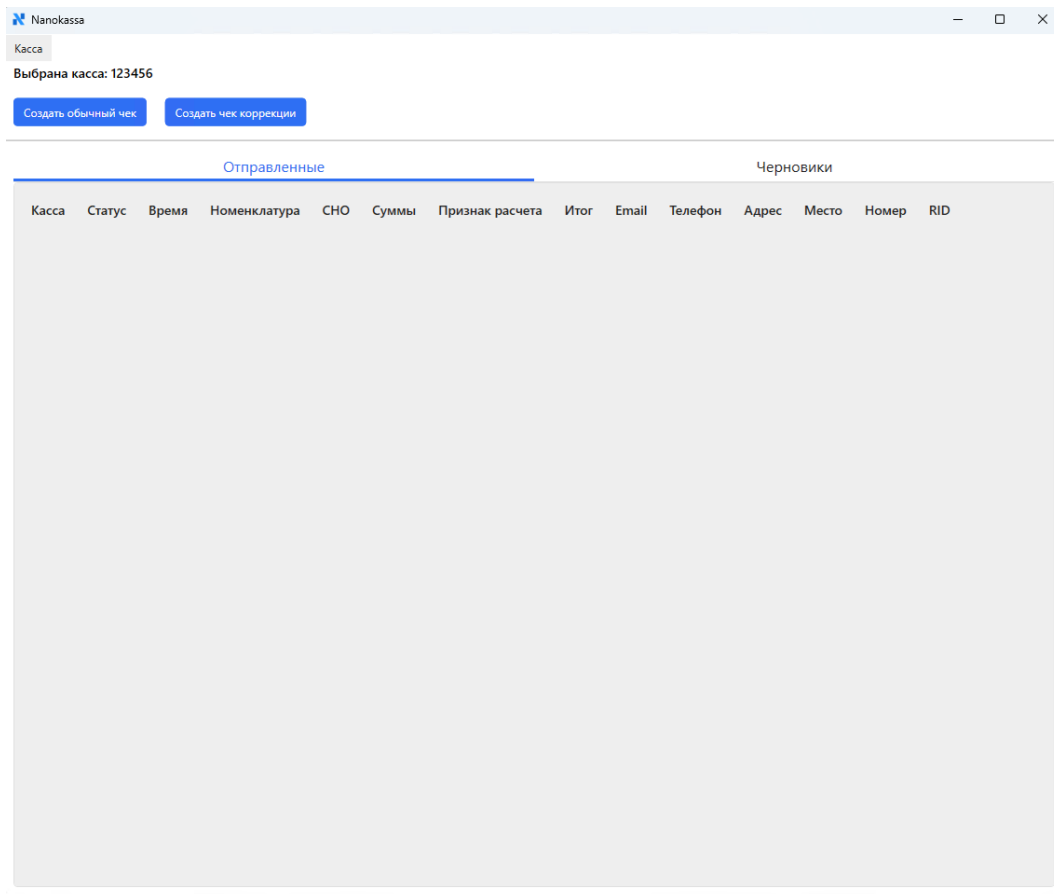 Nanokassa
Касса
Выбрана касса: 123456
Создать обычный чек Создать чек коррекции
Отправленные Черновики
Касса Статус Время Номенклатура СНО Суммы Признак расчета Итог Email Телефон Адрес Место Номер RID